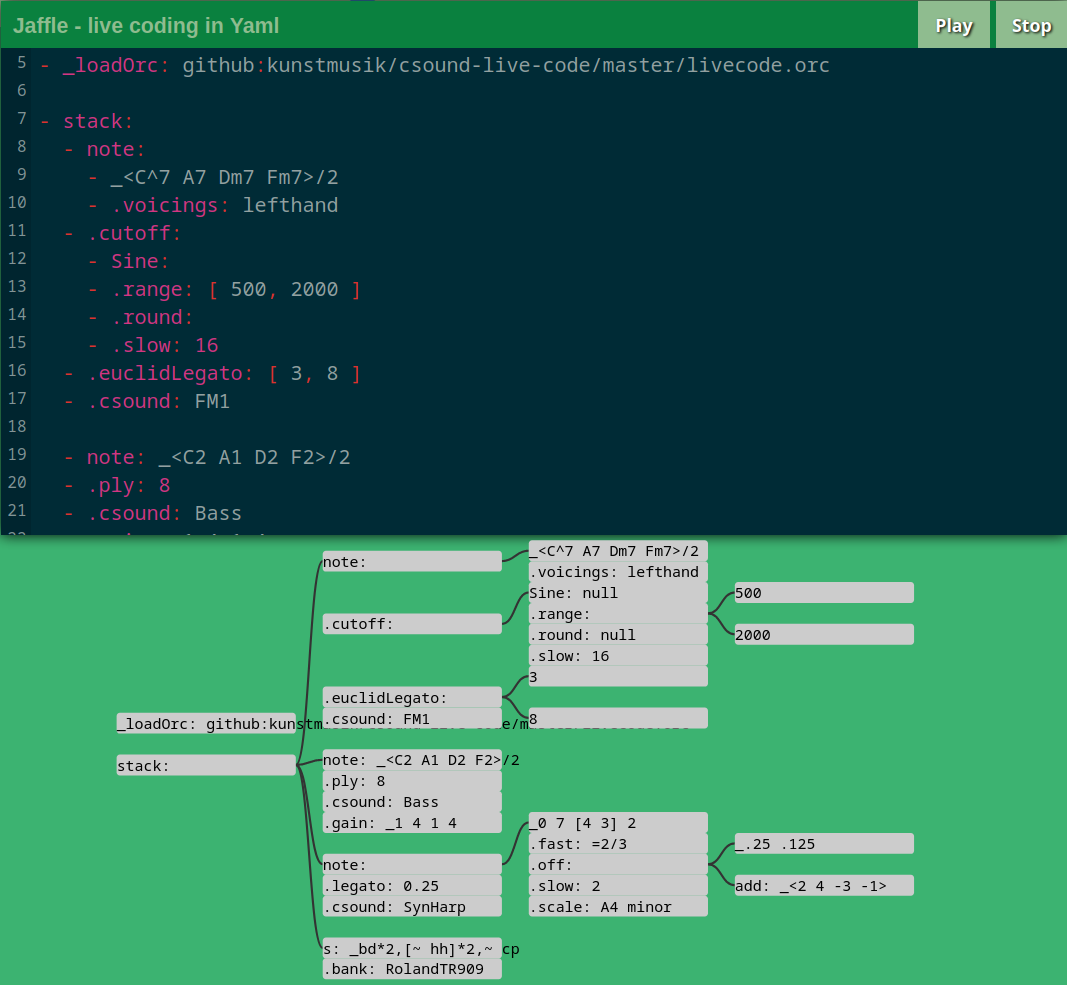 Jaffle - live coding in Yaml
Play
Stop
5 - _loadOrc: github:kunstmusik/csound-live-code/master/livecode.orc
6
7 - stack:
8 - note:
9 - _<C^7 A7 Dm7 Fm7>/2
10 - .voicings: lefthand
11 - .cutoff:
12 - Sine:
13 - .range: [ 500, 2000 ]
14 - .round:
15 - .slow: 16
16 - .euclidLegato: [ 3, 8 ]
17 - .csound: FM1
18
19 - note: _<C2 A1 D2 F2>/2
20 - .ply: 8
21 - .csound: Bass
_loadOrc: github:kunstm
stack:
note:
.cutoff:
.euclidLegato:
.csound: FM1
note: _<C2 A1 D2 F2>/2
.ply: 8
.csound: Bass
.gain: _1 4 1 4
note:
.legato: 0.25
.csound: SynHarp
s: _bd*2,[~ hh]*2,~ cp
.bank: RolandTR909
_<C^7 A7 Dm7 Fm7>/2
.voicings: lefthand
Sine: null
.range:
.round: null
.slow: 16
3
8
_0 7 [4 3] 2
.fast: =2/3
.off:
.slow: 2
.scale: A4 minor
500
2000
_.25 .125
add: _<2 4 -3 -1>